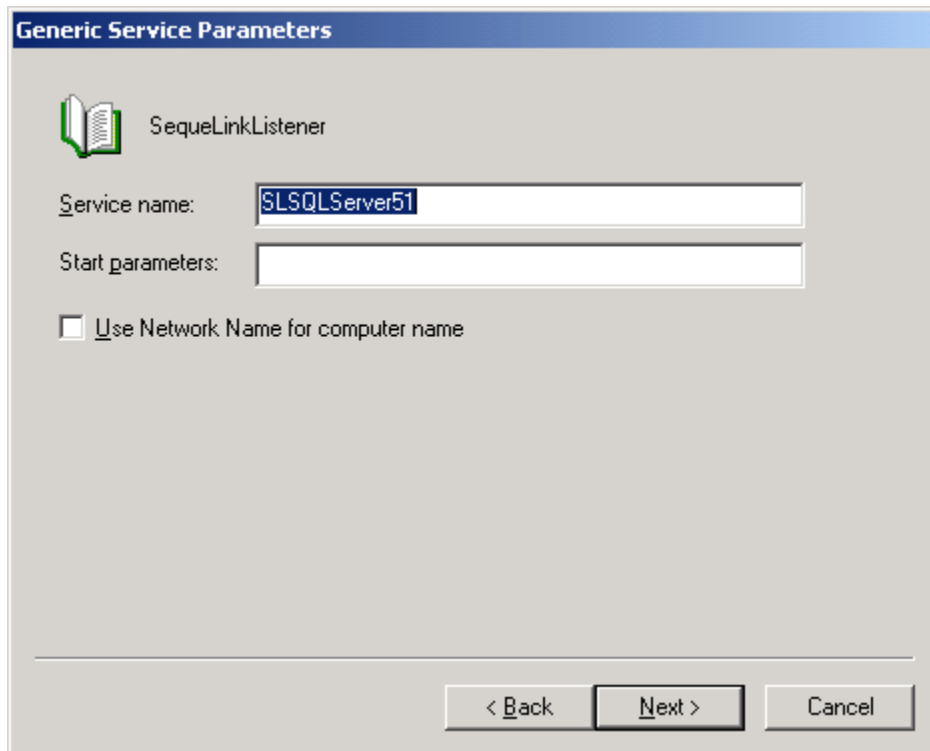 Generic Service Parameters
SequeLinkListener
Service name: SLSQLServer51
Start parameters:
Use Network Name for computer name
< Back Next > Cancel